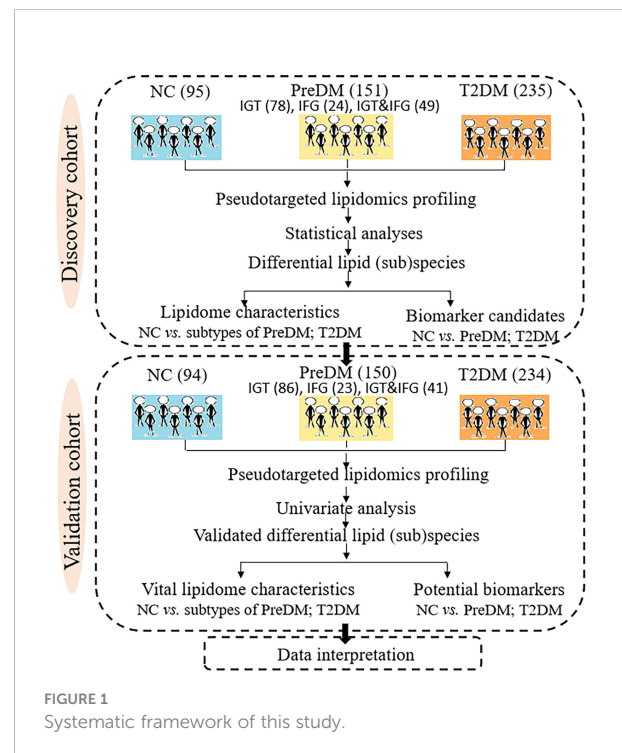 Discovery cohort
NC (95)
PreDM (151)
IGT (78), IFG (24), IGT&IFG (49)
T2DM (235)
Pseudotargeted lipidomics profiling
Statistical analyses
Differential lipid (sub)species
Lipidome characteristics
NC vs. subtypes of PreDM; T2DM
Biomarker candidates
NC vs. PreDM; T2DM
Validation cohort
NC (94)
PreDM (150)
IGT (86), IFG (23), IGT&IFG (41)
T2DM (234)
Pseudotargeted lipidomics profiling
Univariate analysis
Validated differential lipid (sub)species
Vital lipidome characteristics
NC vs. subtypes of PreDM; T2DM
Potential biomarkers
NC vs. PreDM; T2DM
Data interpretation
FIGURE 1
Systematic framework of this study.